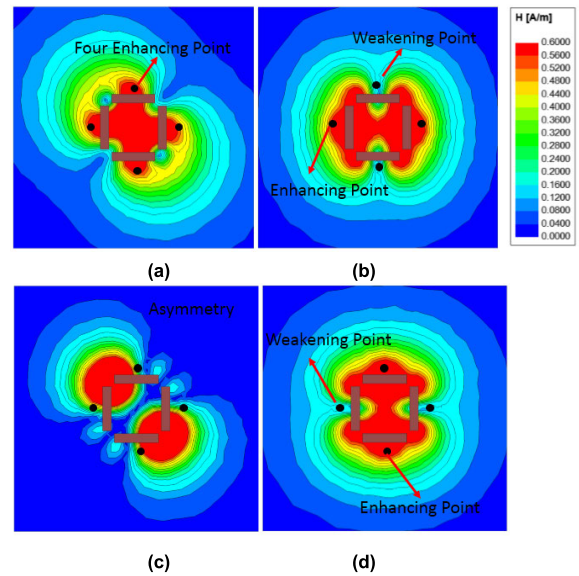 Four Enhancing Point
Weakening Point
Enhancing Point
H [A/m]
0.6000
0.5600
0.5200
0.4800
0.4400
0.4000
0.3600
0.3200
0.2800
0.2400
0.2000
0.1600
0.1200
0.0800
0.0400
0.0000
(a)
(b)
Asymmetry
Weakening Point
Enhancing Point
(c)
(d)